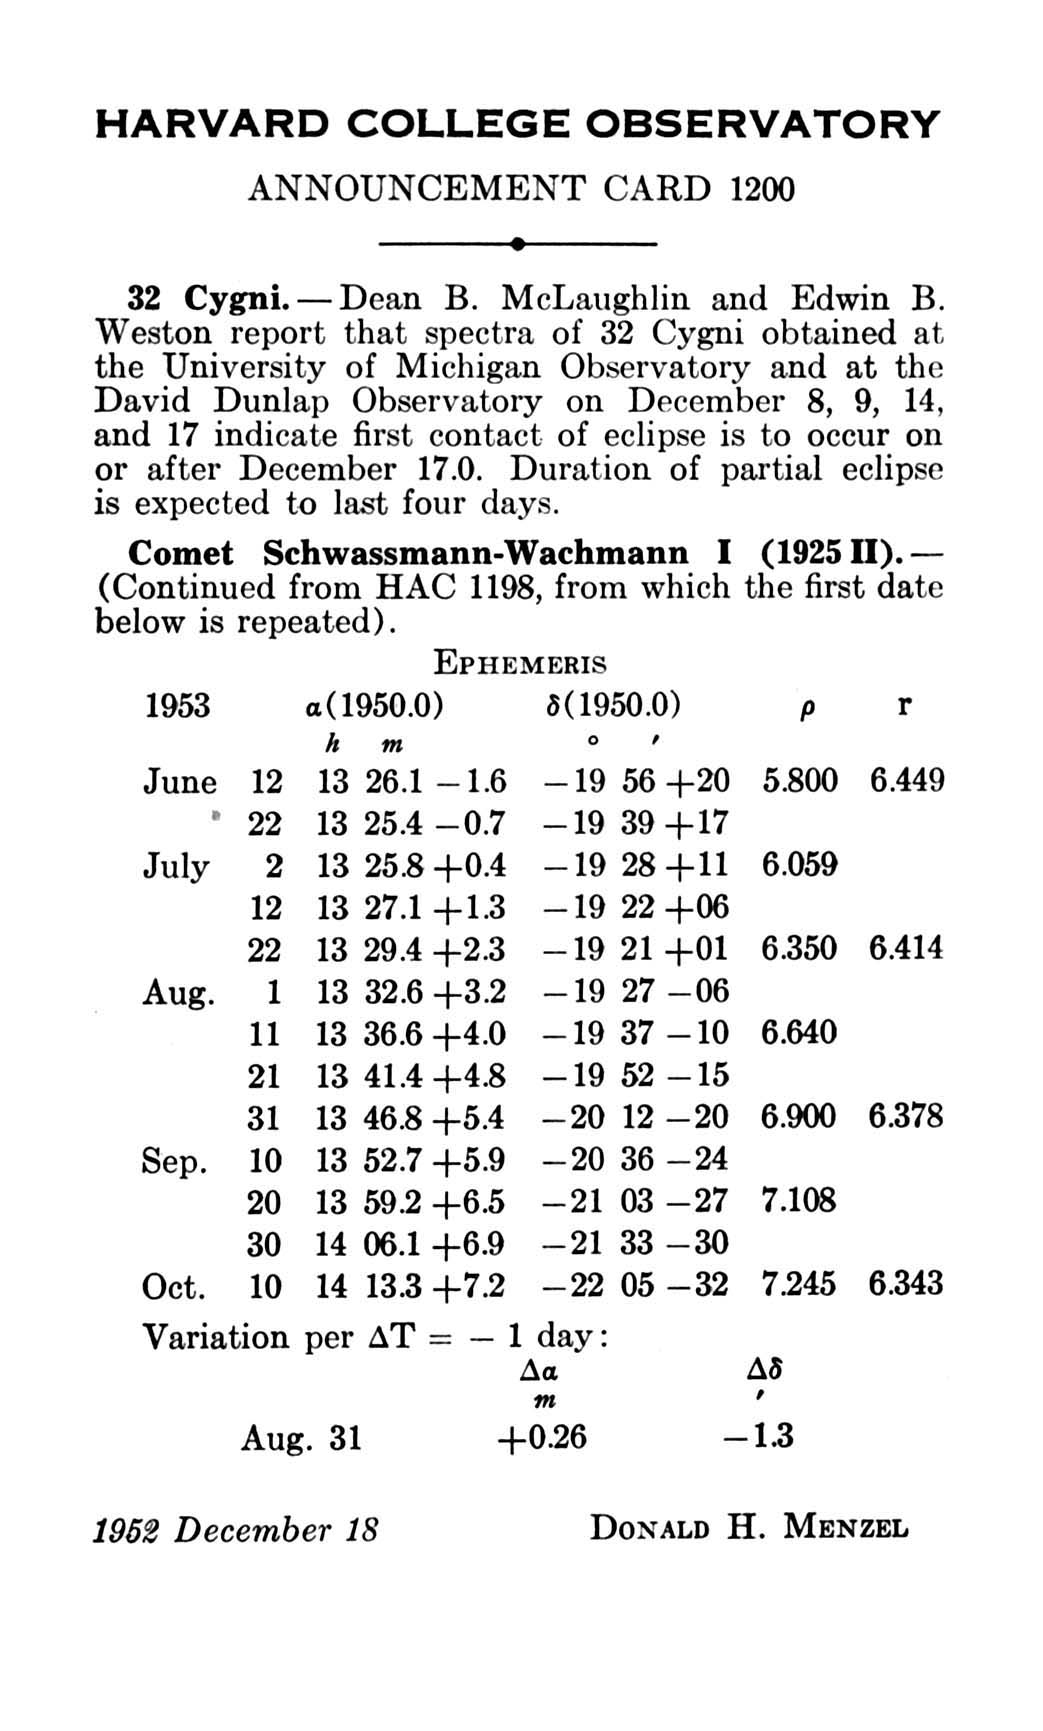 HARVARD COLLEGE OBSERVATORY
ANNOUNCEMENT CARD 1200
32 Cygni. — Dean B. McLaughlin and Edwin B.
Weston report that spectra of 32 Cygni obtained at
the University of Michigan Observatory and at the
David Dunlap Observatory on December 8, 9, 14,
and 17 indicate first contact of eclipse is to occur on
or after December 17.0. Duration of partial eclipse
is expected to last four days.
Comet Schwassmann-Wachmann I (1925 II). —
(Continued from HAC 1198, from which the first date
below is repeated).
EPHEMERIS
1953 α(1950.0) δ(1950.0) ρ r
h m ° ′
June 12 13 26.1 −1.6 −19 56 +20 5.800 6.449
22 13 25.4 −0.7 −19 39 +17
July 2 13 25.8 +0.4 −19 28 +11 6.059
12 13 27.1 +1.3 −19 22 +06
22 13 29.4 +2.3 −19 21 +01 6.350 6.414
Aug. 1 13 32.6 +3.2 −19 27 −06
11 13 36.6 +4.0 −19 37 −10 6.640
21 13 41.4 +4.8 −19 52 −15
31 13 46.8 +5.4 −20 12 −20 6.900 6.378
Sep. 10 13 52.7 +5.9 −20 36 −24
20 13 59.2 +6.5 −21 03 −27 7.108
30 14 06.1 +6.9 −21 33 −30
Oct. 10 14 13.3 +7.2 −22 05 −32 7.245 6.343
Variation per ΔT = − 1 day:
Δα Δδ
m ′
Aug. 31 +0.26 −1.3
1952 December 18 DONALD H. MENZEL